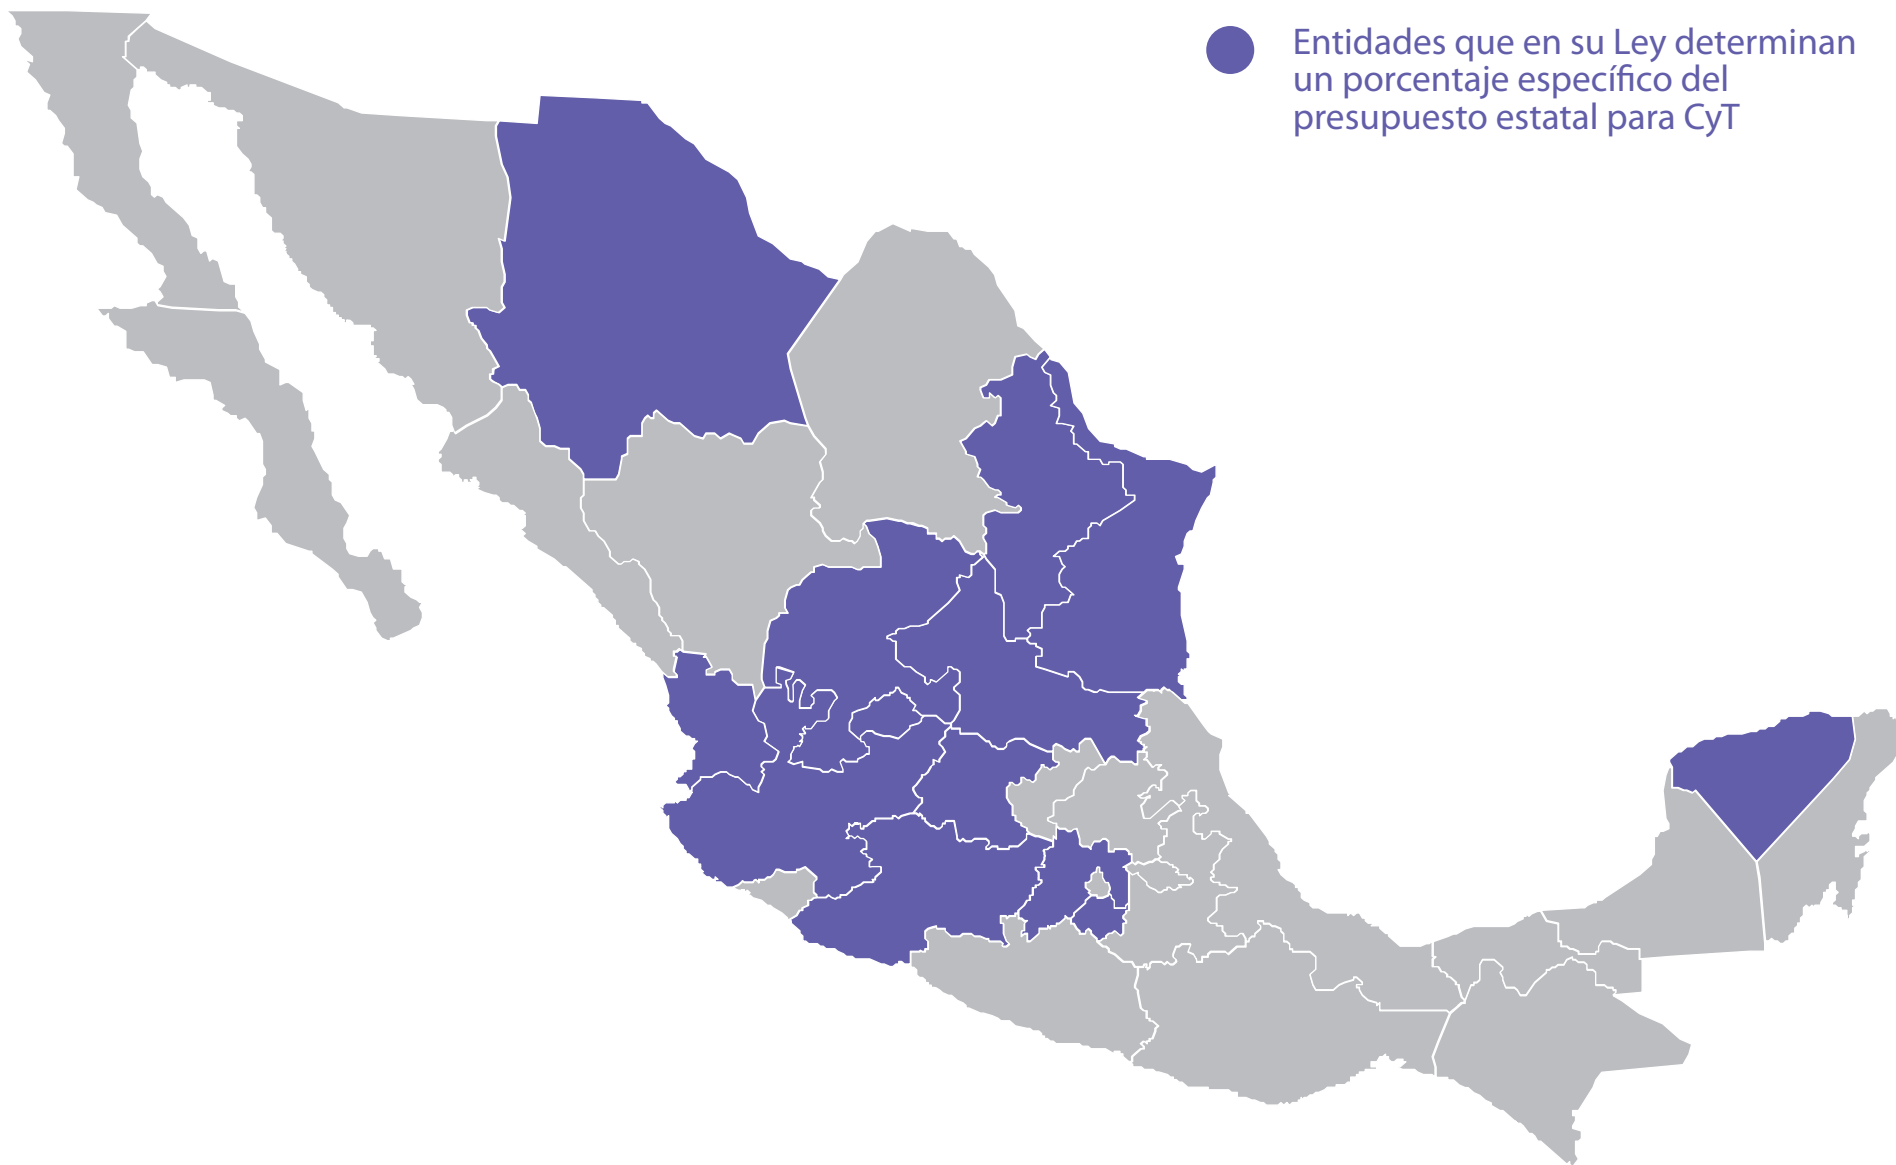 Entidades que en su Ley determinan
un porcentaje específico del
presupuesto estatal para CyT